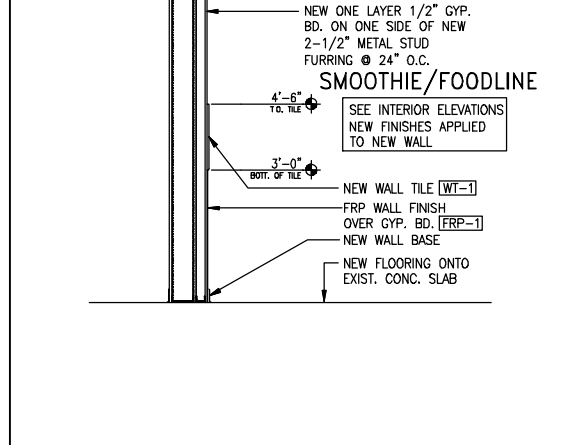 NEW ONE LAYER 1/2" GYP.
BD. ON ONE SIDE OF NEW
2-1/2" METAL STUD
FURRING @ 24" O.C.
SMOOTHIE/FOODLINE
4'-6"
T.O. TILE
SEE INTERIOR ELEVATIONS
NEW FINISHES APPLIED
TO NEW WALL
3'-0"
BOTT. OF TILE
NEW WALL TILE WT-1
FRP WALL FINISH
OVER GYP. BD. FRP-1
NEW WALL BASE
NEW FLOORING ONTO
EXIST. CONC. SLAB